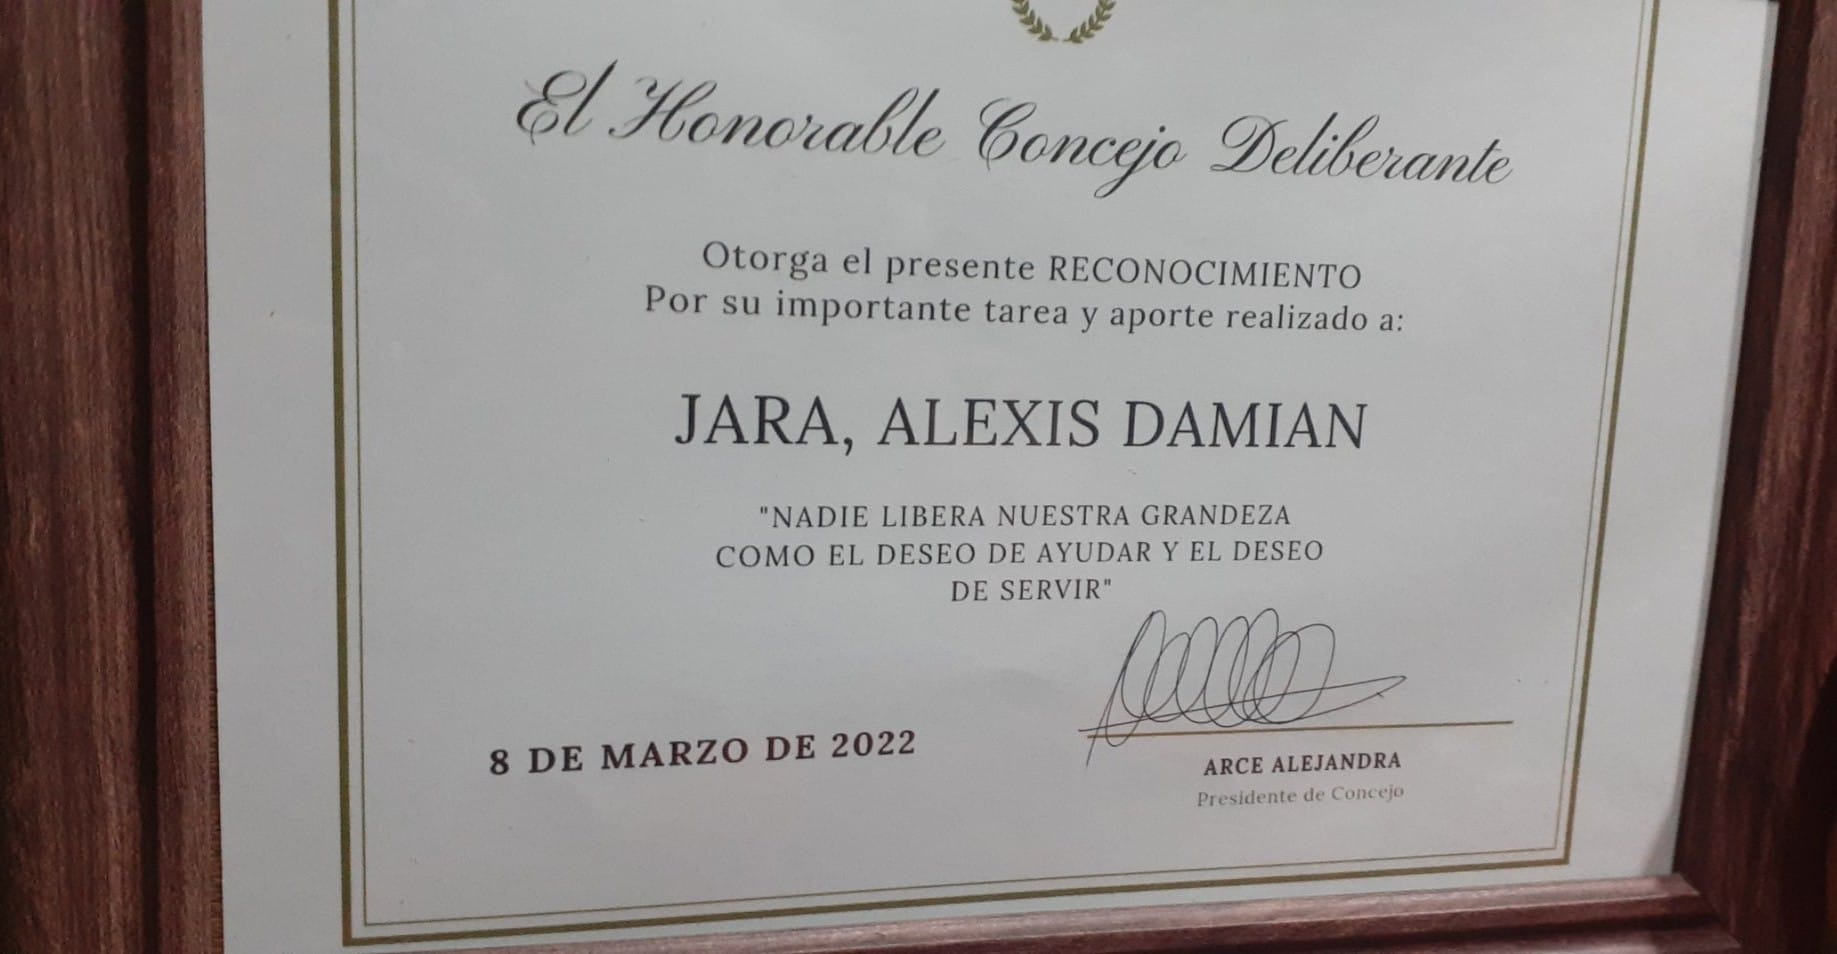 El Honorable Concejo Deliberante
Otorga el presente RECONOCIMIENTO
Por su importante tarea y aporte realizado a:
JARA, ALEXIS DAMIAN
"NADIE LIBERA NUESTRA GRANDEZA
COMO EL DESEO DE AYUDAR Y EL DESEO
DE SERVIR"
8 DE MARZO DE 2022
ARCE ALEJANDRA
Presidente de Concejo